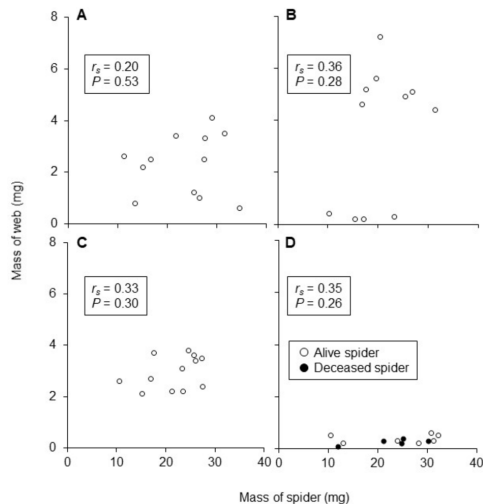 A
r_s = 0.20
P = 0.53
B
r_s = 0.36
P = 0.28
8
6
4
2
0
Mass of web (mg)
C
r_s = 0.33
P = 0.30
D
r_s = 0.35
P = 0.26
Alive spider
Deceased spider
8
6
4
2
0
0 10 20 30 40
0 10 20 30 40
Mass of spider (mg)